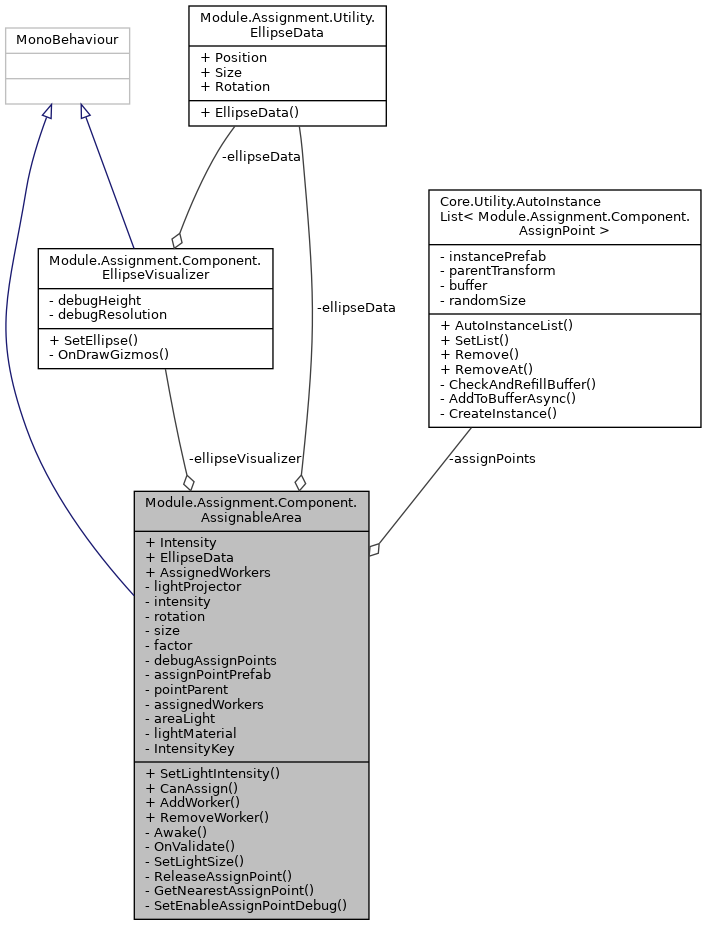 MonoBehaviour
Module.Assignment.Utility.
EllipseData
+ Position
+ Size
+ Rotation
+ EllipseData()
-ellipseData
-ellipseData
Module.Assignment.Component.
EllipseVisualizer
- debugHeight
- debugResolution
+ SetEllipse()
- OnDrawGizmos()
-ellipseVisualizer
Core.Utility.AutoInstance
List< Module.Assignment.Component.
AssignPoint >
- instancePrefab
- parentTransform
- buffer
- randomSize
+ AutoInstanceList()
+ SetList()
+ Remove()
+ RemoveAt()
- CheckAndRefillBuffer()
- AddToBufferAsync()
- CreateInstance()
-assignPoints
Module.Assignment.Component.
AssignableArea
+ Intensity
+ EllipseData
+ AssignedWorkers
- lightProjector
- intensity
- rotation
- size
- factor
- debugAssignPoints
- assignPointPrefab
- pointParent
- assignedWorkers
- areaLight
- lightMaterial
- IntensityKey
+ SetLightIntensity()
+ CanAssign()
+ AddWorker()
+ RemoveWorker()
- Awake()
- OnValidate()
- SetLightSize()
- ReleaseAssignPoint()
- GetNearestAssignPoint()
- SetEnableAssignPointDebug()